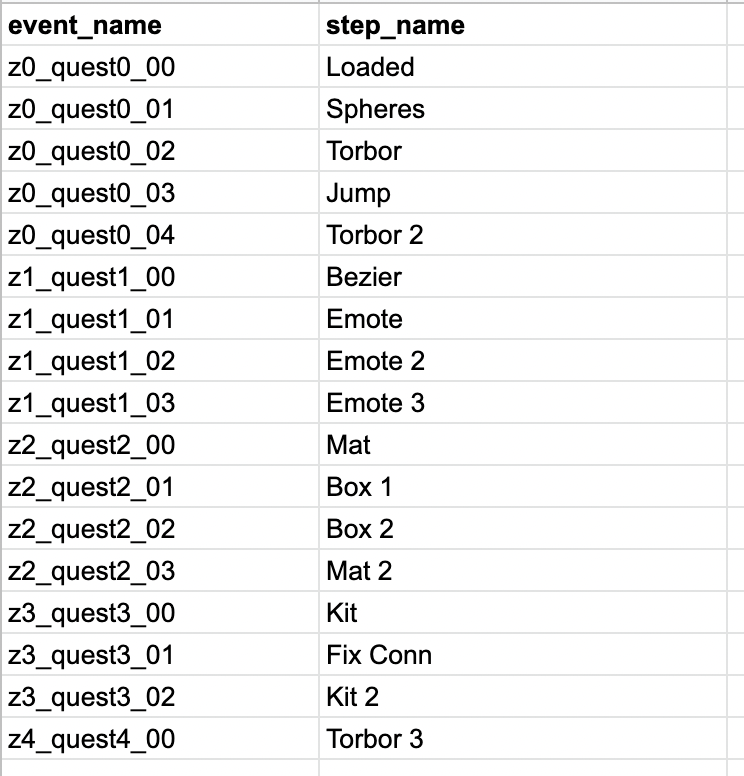 event_name step_name
z0_quest0_00 Loaded
z0_quest0_01 Spheres
z0_quest0_02 Torbor
z0_quest0_03 Jump
z0_quest0_04 Torbor 2
z1_quest1_00 Bezier
z1_quest1_01 Emote
z1_quest1_02 Emote 2
z1_quest1_03 Emote 3
z2_quest2_00 Mat
z2_quest2_01 Box 1
z2_quest2_02 Box 2
z2_quest2_03 Mat 2
z3_quest3_00 Kit
z3_quest3_01 Fix Conn
z3_quest3_02 Kit 2
z4_quest4_00 Torbor 3